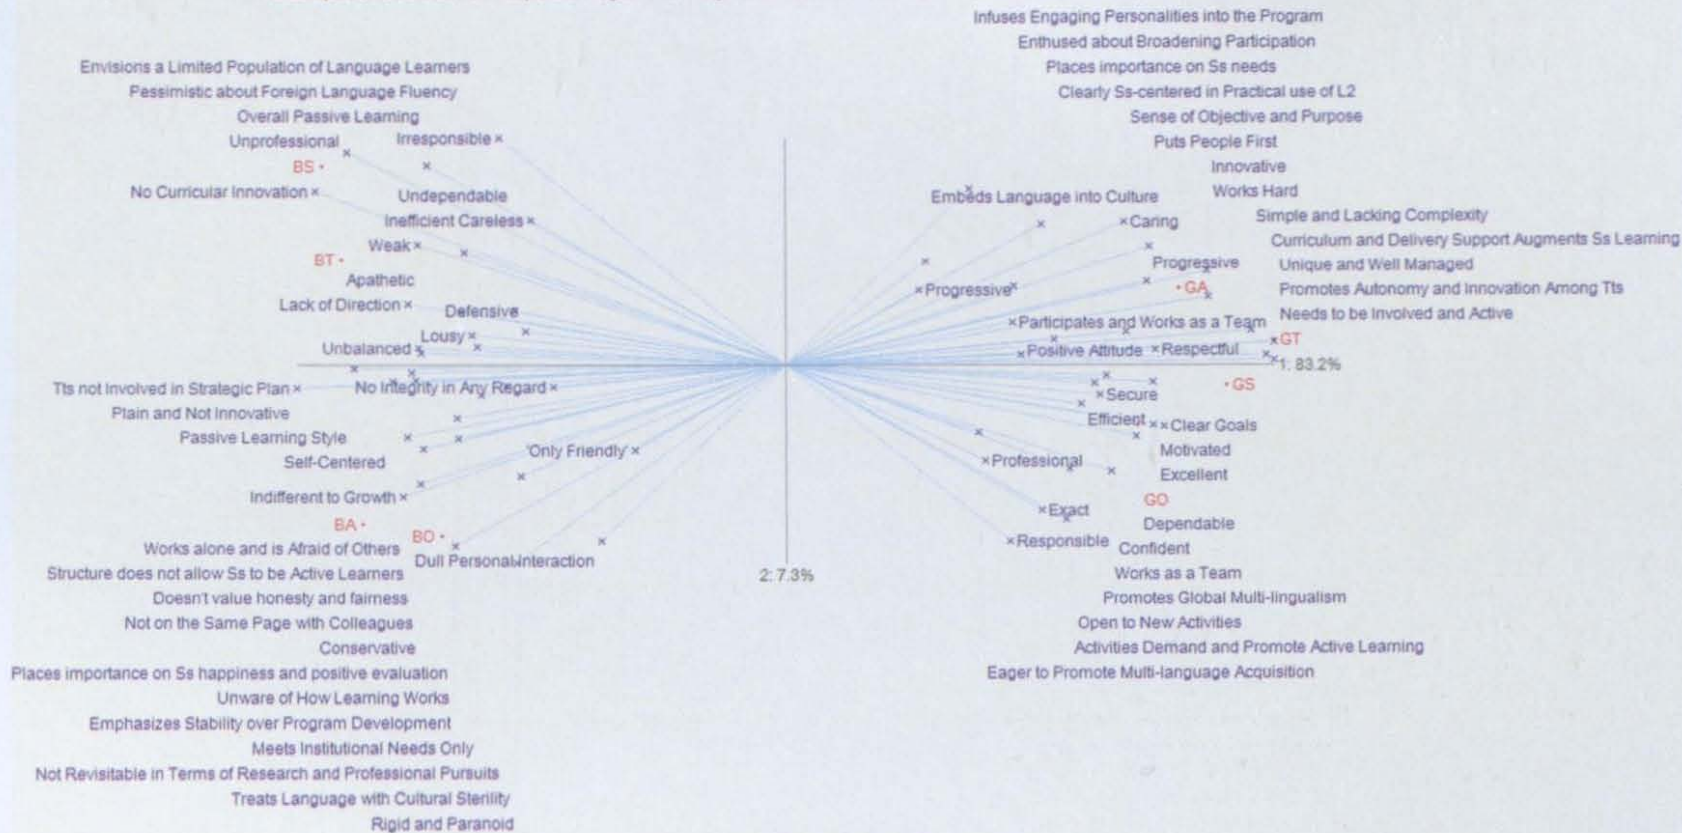 Infuses Engaging Personalities into the Program
Enthused about Broadening Participation
Envisions a Limited Population of Language Learners
Places importance on Ss needs
Pessimistic about Foreign Language Fluency
Clearly Ss-centered in Practical use of L2
Overall Passive Learning
Sense of Objective and Purpose
Unprofessional
Irresponsible
Puts People First
BS
Innovative
No Curricular Innovation
Undependable
Embeds Language into Culture
Works Hard
Inefficient Careless
Caring
Simple and Lacking Complexity
Weak
Curriculum and Delivery Support Augments Ss Learning
BT
Progressive
Unique and Well Managed
Apathetic
Progressive
GA
Promotes Autonomy and Innovation Among Tts
Lack of Direction
Defensive
Participates and Works as a Team
Needs to be Involved and Active
Lousy
GT
Unbalanced
Positive Attitude
Respectful
1: 83.2%
Tts not Involved in Strategic Plan
No Integrity in Any Regard
GS
Secure
Plain and Not Innovative
Efficient
Clear Goals
Passive Learning Style
'Only Friendly'
Motivated
Self-Centered
Professional
Excellent
Indifferent to Growth
GO
Exact
BA
BO
Dependable
Works alone and is Afraid of Others
Dull Personal Interaction
Responsible
Confident
Structure does not allow Ss to be Active Learners
2: 7.3%
Works as a Team
Doesn't value honesty and fairness
Promotes Global Multi-lingualism
Not on the Same Page with Colleagues
Open to New Activities
Conservative
Activities Demand and Promote Active Learning
Places importance on Ss happiness and positive evaluation
Eager to Promote Multi-language Acquisition
Unware of How Learning Works
Emphasizes Stability over Program Development
Meets Institutional Needs Only
Not Revisitable in Terms of Research and Professional Pursuits
Treats Language with Cultural Sterility
Rigid and Paranoid